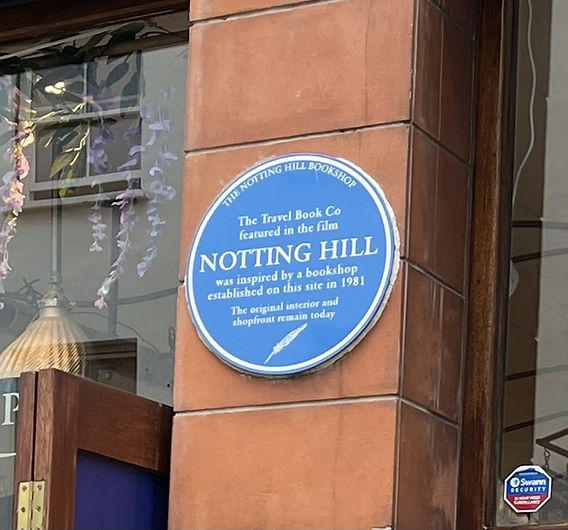 THE NOTTING HILL BOOKSHOP
The Travel Book Co
featured in the film
NOTTING HILL
was inspired by a bookshop
established on this site in 1981
The original interior and
shopfront remain today
P
Swann
SECURITY